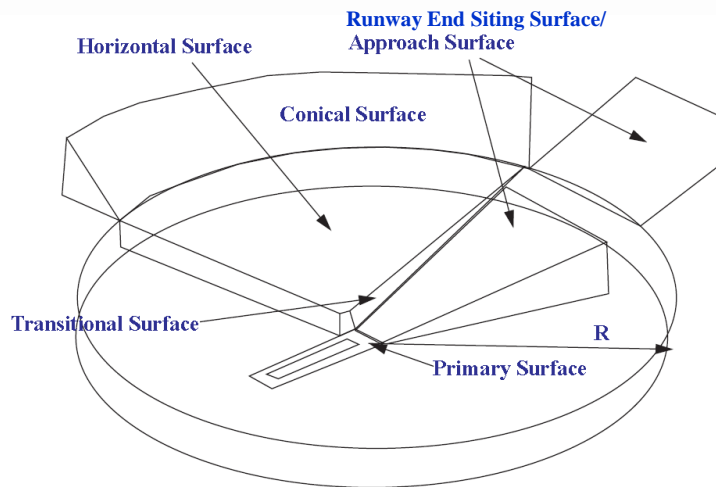 Runway End Siting Surface/
Approach Surface
Horizontal Surface
Conical Surface
Transitional Surface
R
Primary Surface